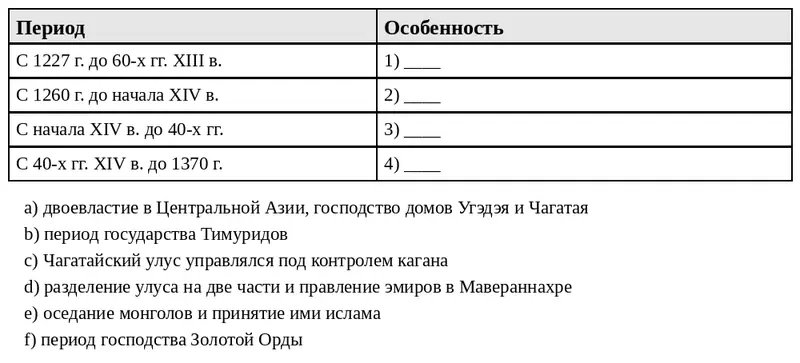 Период Особенность
С 1227 г. до 60-х гг. XIII в. 1) ____
С 1260 г. до начала XIV в. 2) ____
С начала XIV в. до 40-х гг. 3) ____
С 40-х гг. XIV в. до 1370 г. 4) ____
a) двоевластие в Центральной Азии, господство домов Угэдэя и Чагатая
b) период государства Тимуридов
c) Чагатайский улус управлялся под контролем кагана
d) разделение улуса на две части и правление эмиров в Мавераннахре
e) оседание монголов и принятие ими ислама
f) период господства Золотой Орды